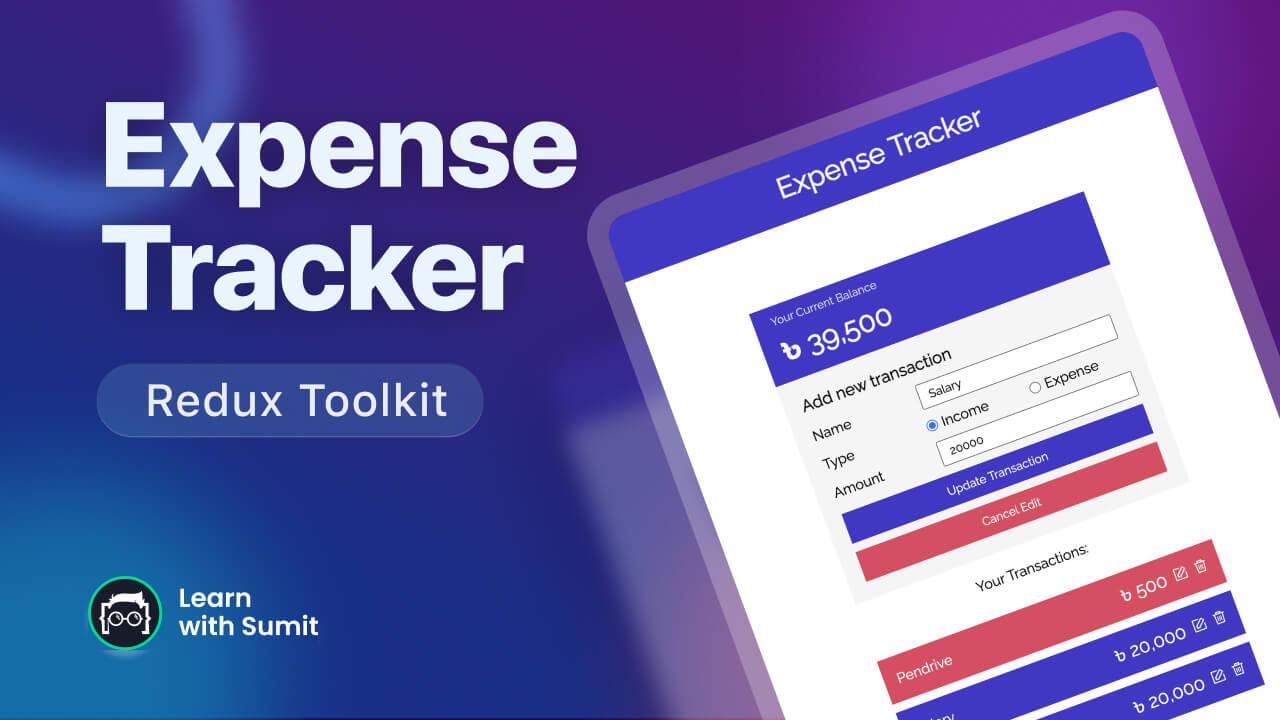 Expense
Tracker
Redux Toolkit
Learn
with Sumit
Expense Tracker
Your Current Balance
৳ 39,500
Add new transaction
Name
Salary
Type
Income
Expense
Amount
20000
Update Transaction
Cancel Edit
Your Transactions:
Pendrive ৳ 500
৳ 20,000
৳ 20,000